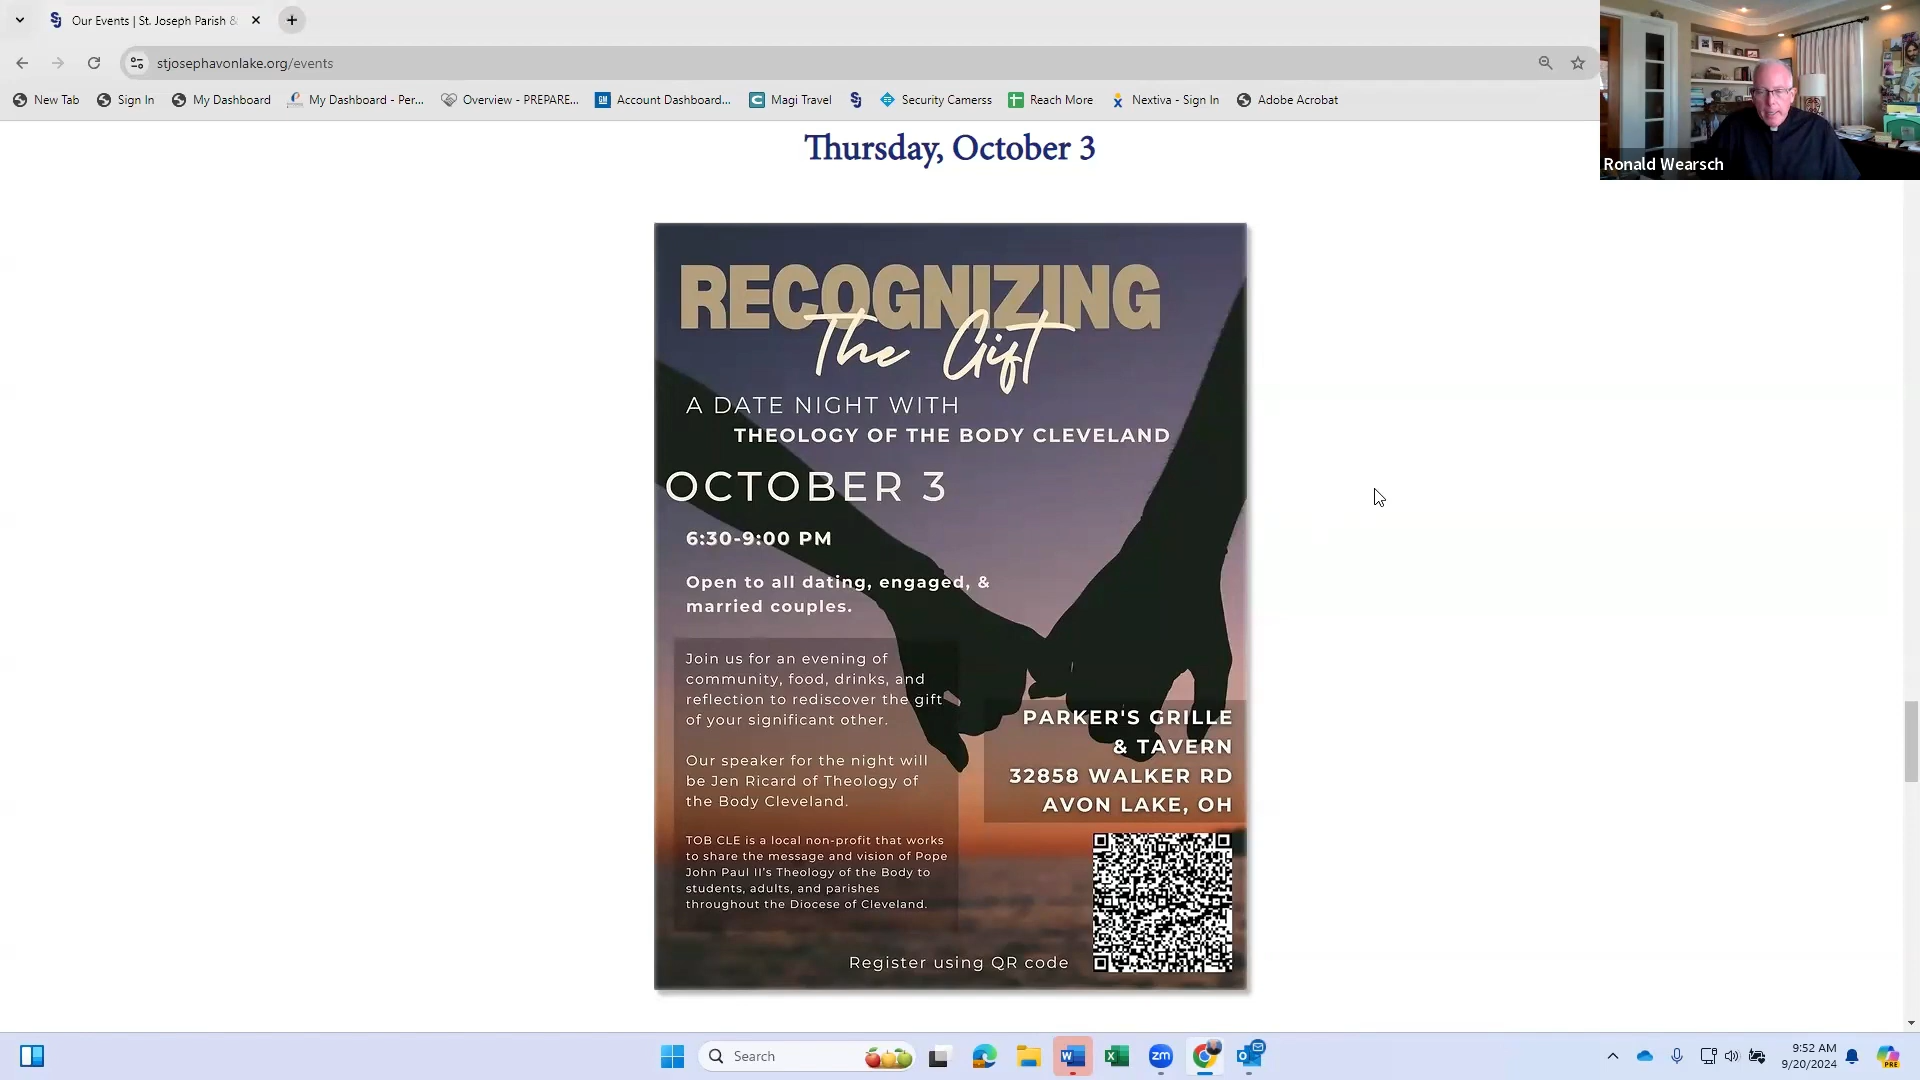 Our Events | St. Joseph Parish &
stjosephavonlake.org/events
New Tab
Sign In
My Dashboard
My Dashboard - Per...
Overview - PREPARE...
Account Dashboard...
Magi Travel
Security Camerss
Reach More
Nextiva - Sign In
Adobe Acrobat
Ronald Wearsch
Thursday, October 3
RECOGNIZING
The Gift
A DATE NIGHT WITH
THEOLOGY OF THE BODY CLEVELAND
OCTOBER 3
6:30-9:00 PM
Open to all dating, engaged, &
married couples.
Join us for an evening of
community, food, drinks, and
reflection to rediscover the gift
of your significant other.
Our speaker for the night will
be Jen Ricard of Theology of
the Body Cleveland.
TOB CLE is a local non-profit that works
to share the message and vision of Pope
John Paul II's Theology of the Body to
students, adults, and parishes
throughout the Diocese of Cleveland.
PARKER'S GRILLE
& TAVERN
32858 WALKER RD
AVON LAKE, OH
Register using QR code
Search
zm
9:52 AM
9/20/2024
PRE